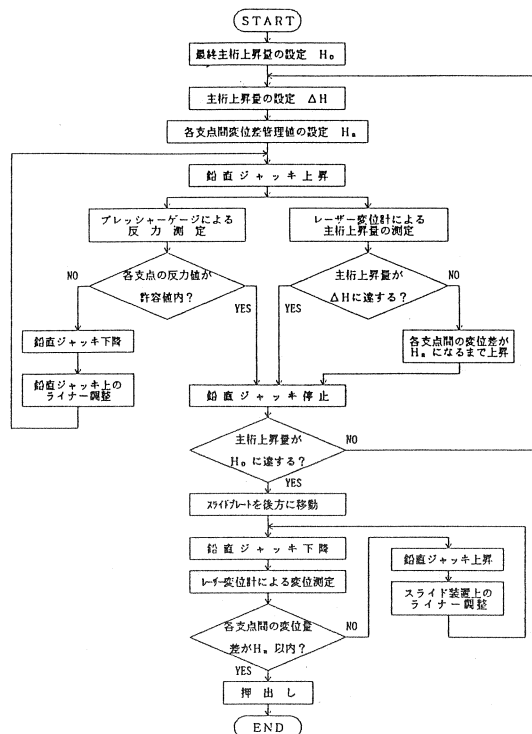 START
最終主桁上昇量の設定 H₀
主桁上昇量の設定 ΔH
各支点間変位差管理値の設定 Hₐ
鉛直ジャッキ上昇
プレッシャーゲージによる
反力測定
レーザー変位計による
主桁上昇量の測定
各支点の反力値が
許容値内?
NO
YES
主桁上昇量が
ΔHに達する?
YES
NO
鉛直ジャッキ下降
鉛直ジャッキ上の
ライナー調整
各支点間の変位差が
Hₐになるまで上昇
鉛直ジャッキ停止
主桁上昇量が
H₀に達する?
NO
YES
スライドプレートを後方に移動
鉛直ジャッキ下降
レーザー変位計による変位測定
鉛直ジャッキ上昇
スライド装置上の
ライナー調整
各支点間の変位量
差がHₐ以内?
NO
YES
押出し
END